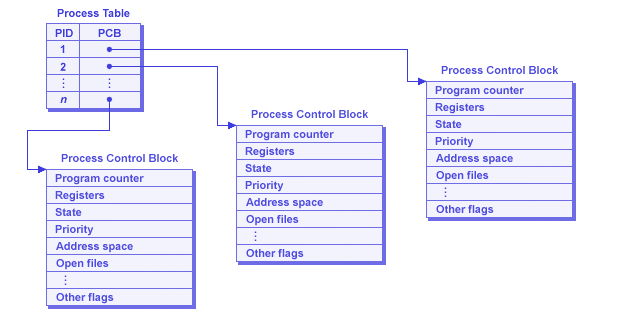 Process Table
PID PCB
1
2
⋮ ⋮
n
Process Control Block
Program counter
Registers
State
Priority
Address space
Open files
⋮
Other flags
Process Control Block
Program counter
Registers
State
Priority
Address space
Open files
⋮
Other flags
Process Control Block
Program counter
Registers
State
Priority
Address space
Open files
⋮
Other flags